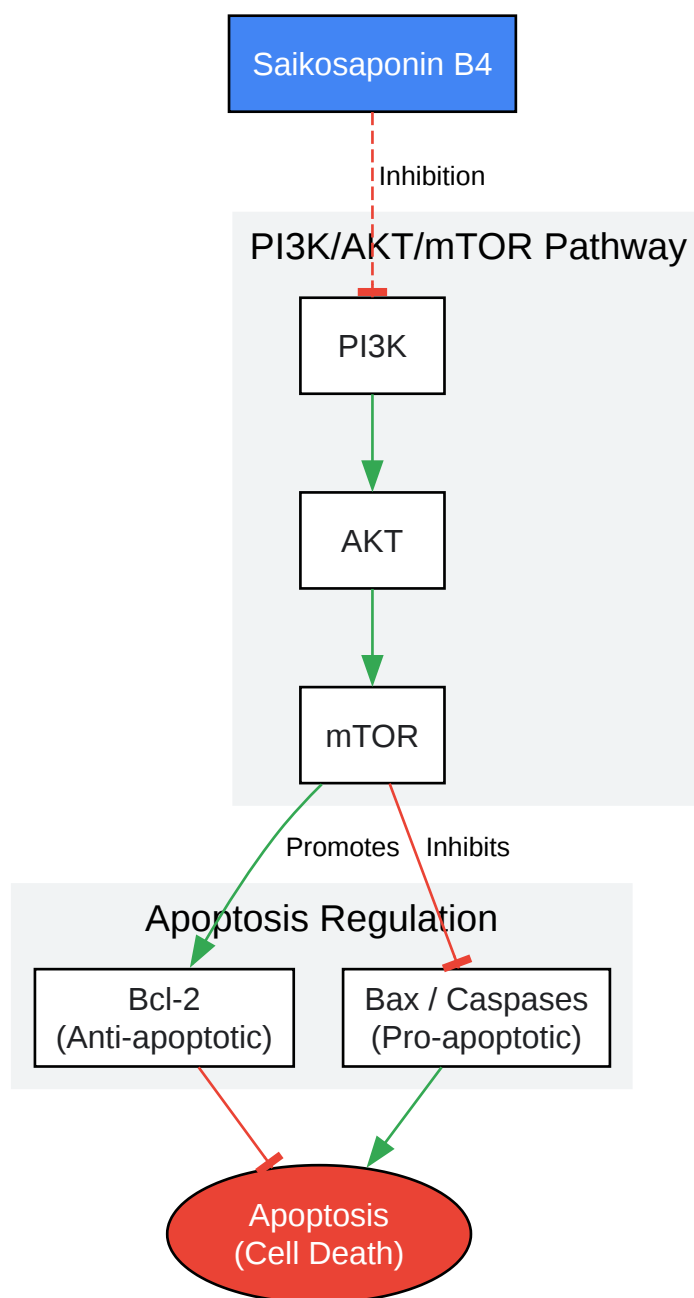 Saikosaponin B4
Inhibition
PI3K/AKT/mTOR Pathway
PI3K
AKT
mTOR
Promotes
Inhibits
Apoptosis Regulation
Bcl-2
(Anti-apoptotic)
Bax / Caspases
(Pro-apoptotic)
Apoptosis
(Cell Death)